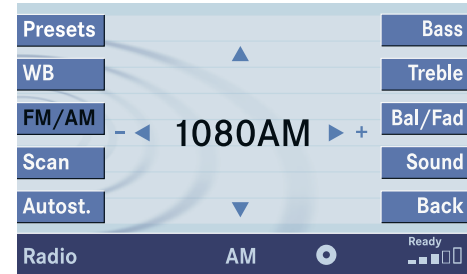 Presets
Bass
WB
Treble
FM/AM
Bal/Fad
- 1080AM +
Scan
Sound
Autost.
Back
Radio AM Ready